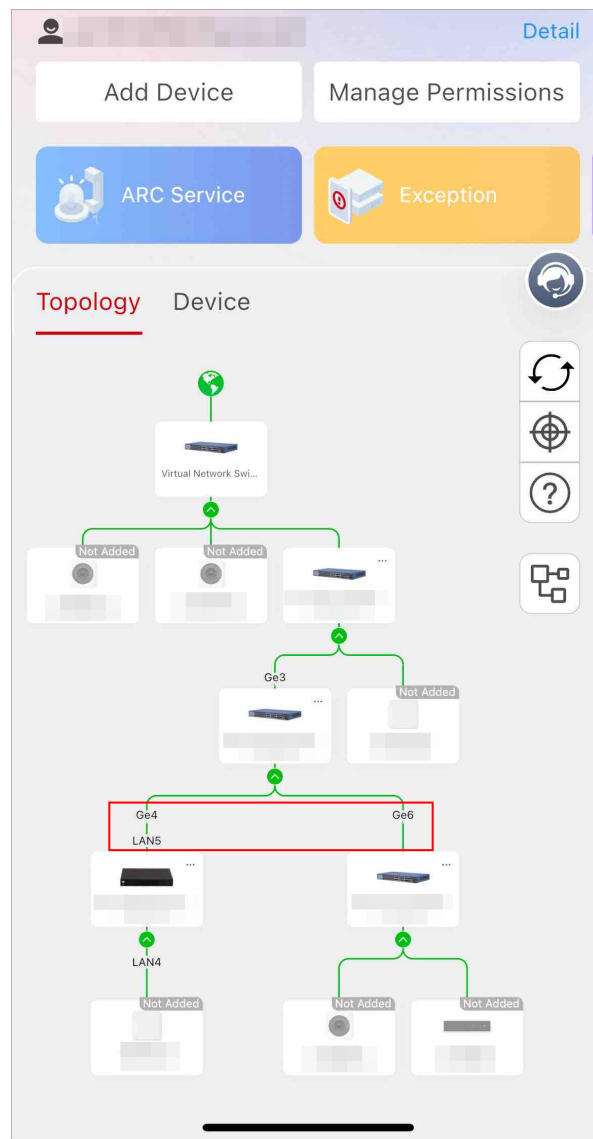 Detail
Add Device
Manage Permissions
ARC Service
Exception
Topology
Device
Virtual Network Swi...
Not Added
Not Added
...
Ge3
...
Not Added
Ge4
Ge6
LAN5
...
...
LAN4
Not Added
Not Added
Not Added